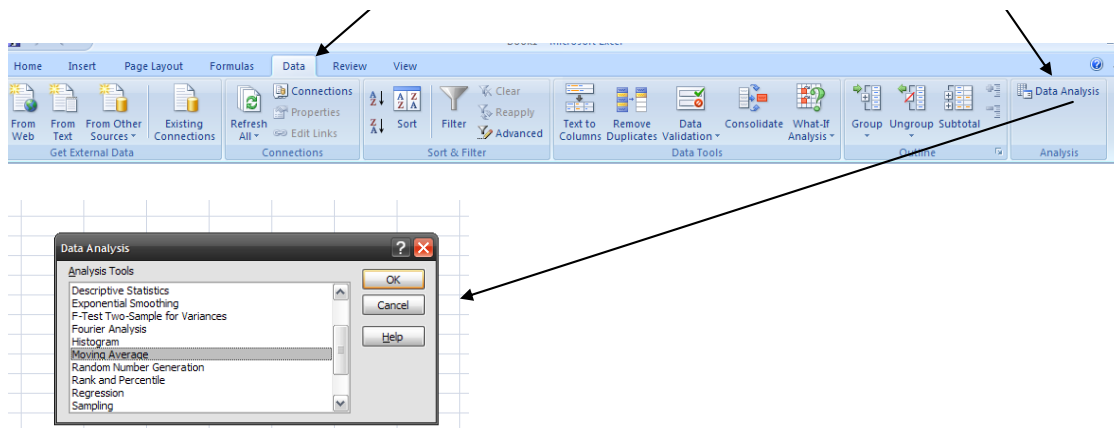 Home Insert Page Layout Formulas Data Review View
From Web From Text From Other Sources Existing Connections Refresh All Connections Properties Edit Links Sort Filter Clear Reapply Advanced Text to Columns Remove Duplicates Data Validation Consolidate What-If Analysis Group Ungroup Subtotal Data Analysis
Get External Data Connections Sort & Filter Data Tools Outline Analysis
Data Analysis
Analysis Tools
Descriptive Statistics
Exponential Smoothing
F-Test Two-Sample for Variances
Fourier Analysis
Histogram
Moving Average
Random Number Generation
Rank and Percentile
Regression
Sampling
OK
Cancel
Help